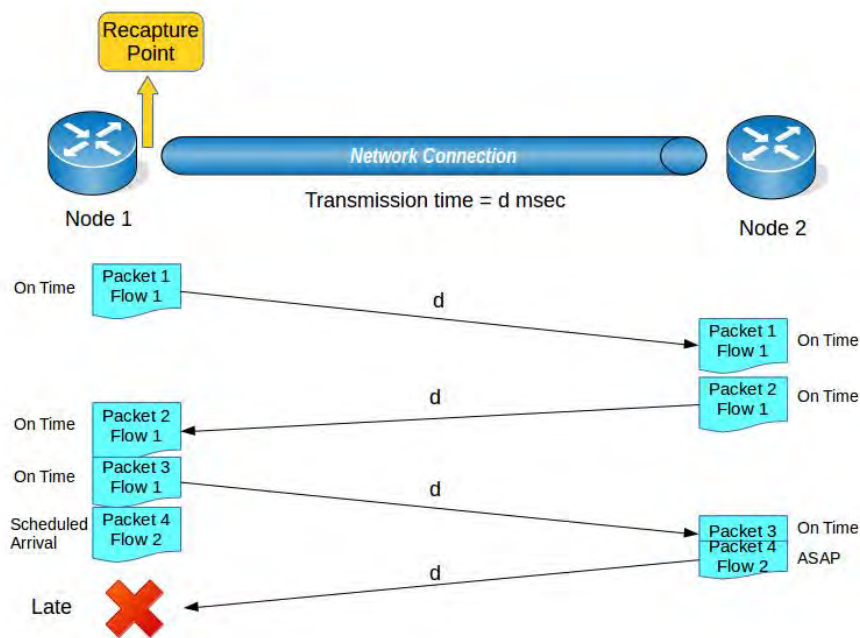 Recapture
Point
Network Connection
Transmission time = d msec
Node 1
Node 2
On Time
Packet 1
Flow 1
d
Packet 1
Flow 1
On Time
d
Packet 2
Flow 1
On Time
On Time
Packet 2
Flow 1
On Time
Packet 3
Flow 1
d
Scheduled
Arrival
Packet 4
Flow 2
Packet 3
On Time
Packet 4
Flow 2
ASAP
d
Late